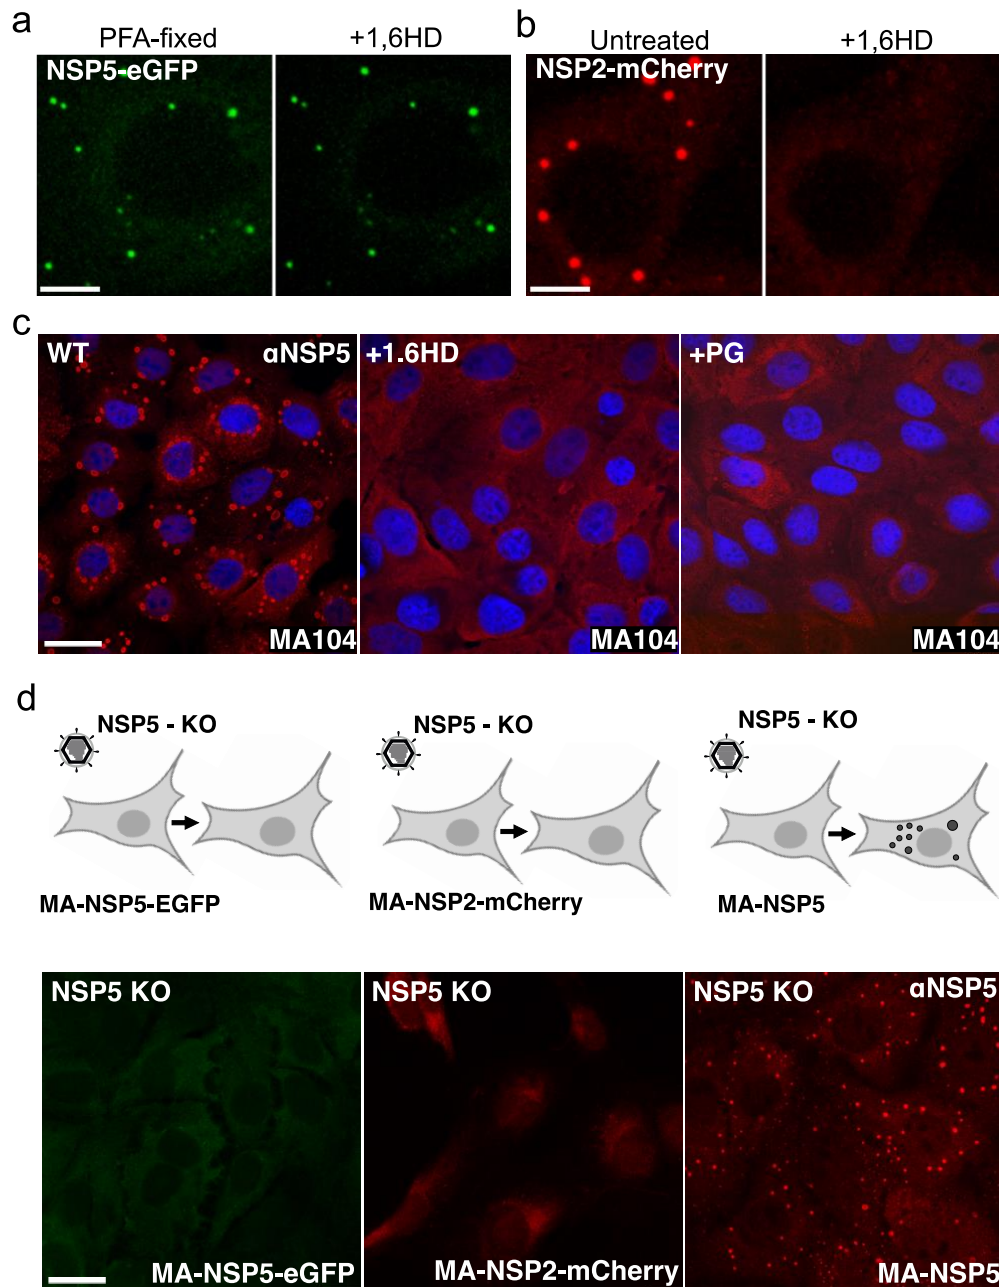 a
PFA-fixed
+1,6HD
NSP5-eGFP
b
Untreated
+1,6HD
NSP2-mCherry
c
WT
αNSP5
MA104
+1.6HD
MA104
+PG
MA104
d
NSP5 - KO
MA-NSP5-EGFP
NSP5 - KO
MA-NSP2-mCherry
NSP5 - KO
MA-NSP5
NSP5 KO
MA-NSP5-eGFP
NSP5 KO
MA-NSP2-mCherry
NSP5 KO
αNSP5
MA-NSP5